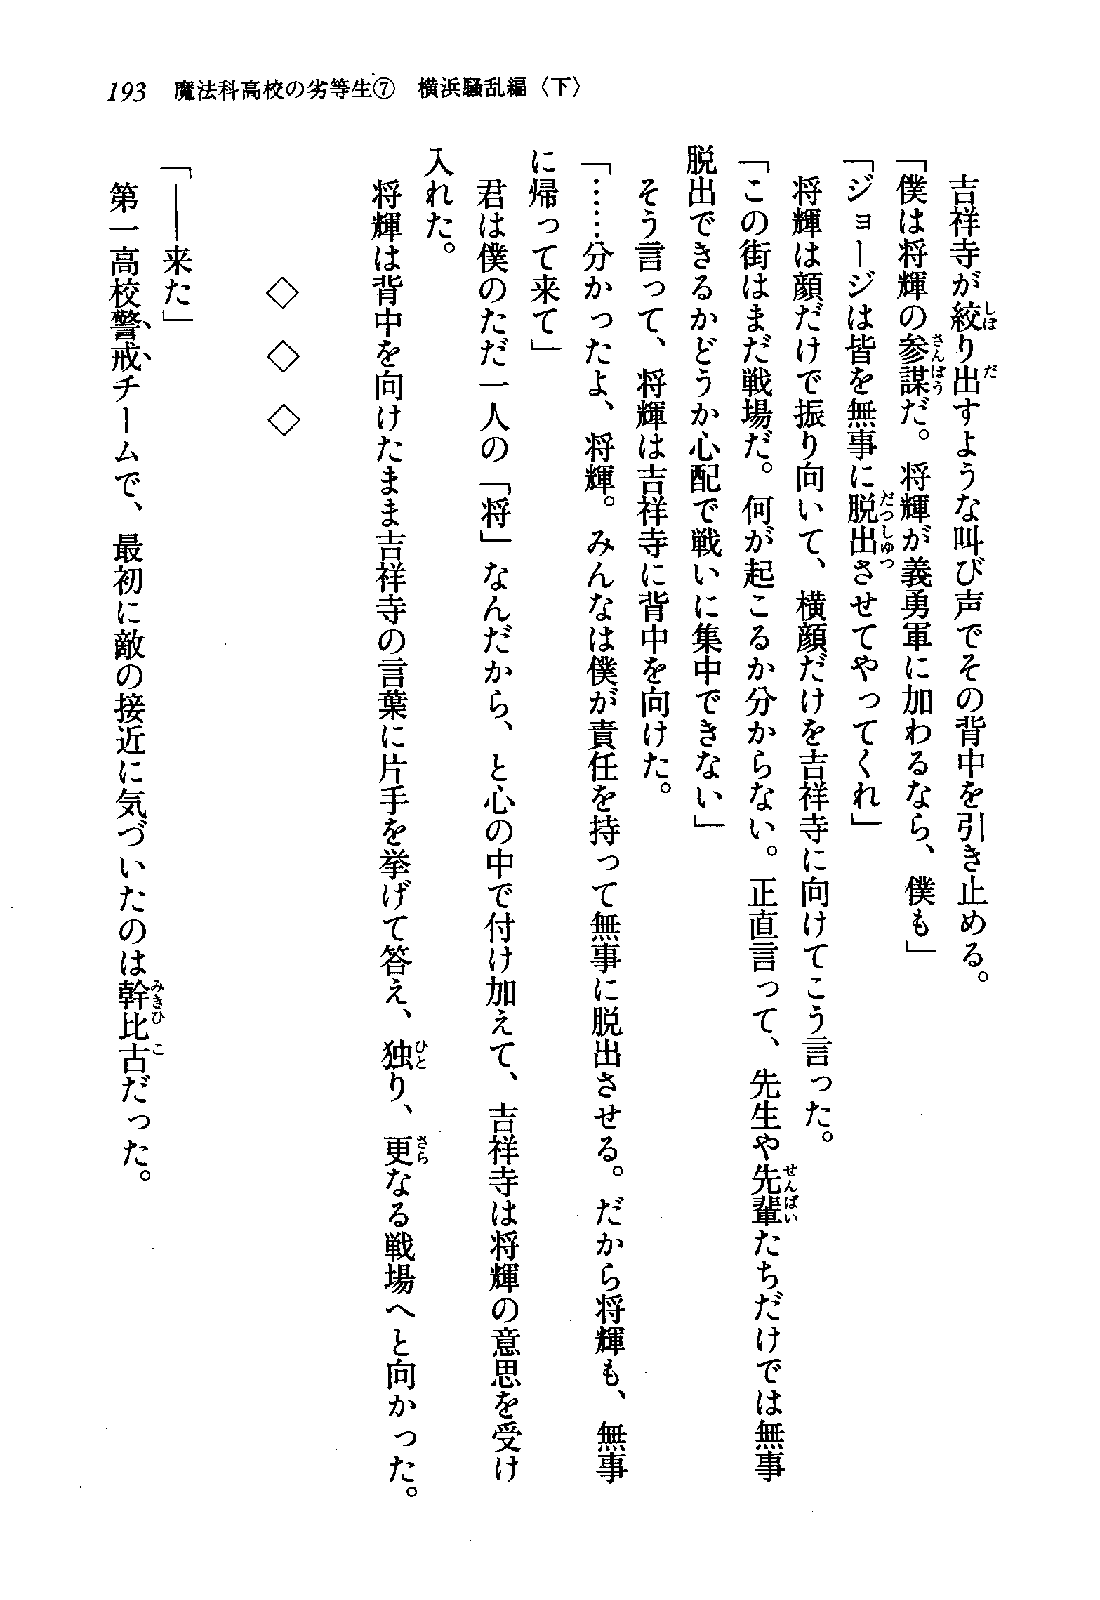 193 魔法科高校の劣等生⑦ 横浜騒乱編〈下〉
吉祥寺が絞り出すような叫び声でその背中を引き止める。
「僕は将輝の参謀だ。将輝が義勇軍に加わるなら、僕も」
「ジョージは皆を無事に脱出させてやってくれ」
将輝は顔だけで振り向いて、横顔だけを吉祥寺に向けてこう言った。
「この街はまだ戦場だ。何が起こるか分からない。正直言って、先生や先輩たちだけでは無事
脱出できるかどうか心配で戦いに集中できない」
そう言って、将輝は吉祥寺に背中を向けた。
「……分かったよ、将輝。みんなは僕が責任を持って無事に脱出させる。だから将輝も、無事
に帰って来て」
君は僕のただ一人の「将」なんだから、と心の中で付け加えて、吉祥寺は将輝の意思を受け
入れた。
将輝は背中を向けたまま吉祥寺の言葉に片手を挙げて答え、独り、更なる戦場へと向かった。
◇ ◇ ◇
「――来た」
第一高校警戒チームで、最初に敵の接近に気づいたのは幹比古だった。